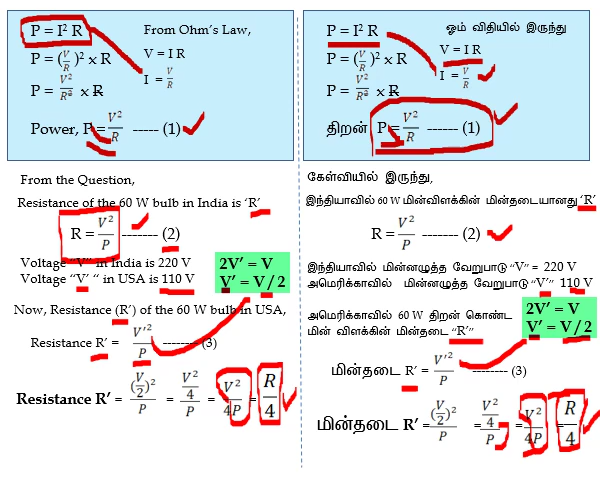 P = I² R
From Ohm's Law,
V = I R
P = (V/R)² x R
I = V/R
P = V²/R² x R
Power, P = V²/R ----- (1)
From the Question,
Resistance of the 60 W bulb in India is 'R'
R = V²/P ------- (2)
Voltage "V" in India is 220 V
Voltage "V' " in USA is 110 V
2V' = V
V' = V/2
Now, Resistance (R') of the 60 W bulb in USA,
Resistance R' = V'²/P ------- (3)
Resistance R' = (V/2)²/P = V²/4/P = V²/4P = R/4
P = I² R
ஓம் விதியில் இருந்து
V = I R
P = (V/R)² x R
I = V/R
P = V²/R² x R
திறன் P = V²/R ------ (1)
கேள்வியில் இருந்து,
இந்தியாவில் 60 W மின்விளக்கின் மின்தடையானது 'R'
R = V²/P ------- (2)
இந்தியாவில் மின்னழுத்த வேறுபாடு "V" = 220 V
அமெரிக்காவில் மின்னழுத்த வேறுபாடு "V'" 110 V
2V' = V
V' = V/2
அமெரிக்காவில் 60 W திறன் கொண்ட
மின் விளக்கின் மின்தடை "R'"
மின்தடை R' = V'²/P -------- (3)
மின்தடை R' = (V/2)²/P = V²/4/P = V²/4P = R/4